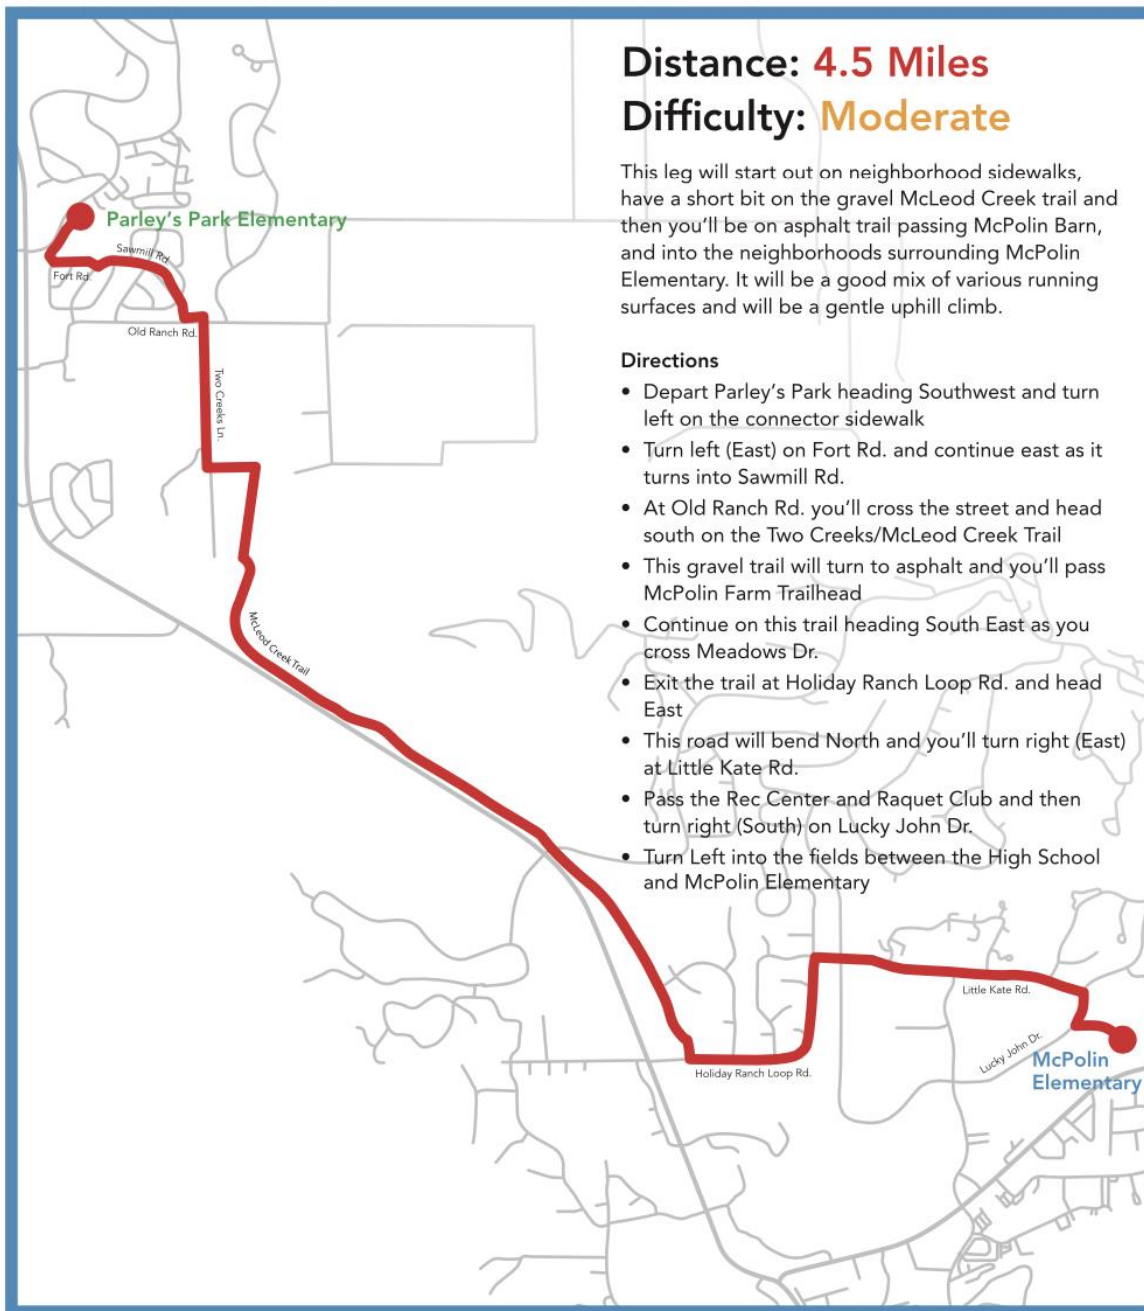 Distance: 4.5 Miles
Difficulty: Moderate
This leg will start out on neighborhood sidewalks,
have a short bit on the gravel McLeod Creek trail and
then you'll be on asphalt trail passing McPolin Barn,
and into the neighborhoods surrounding McPolin
Elementary. It will be a good mix of various running
surfaces and will be a gentle uphill climb.
Directions
• Depart Parley's Park heading Southwest and turn
left on the connector sidewalk
• Turn left (East) on Fort Rd. and continue east as it
turns into Sawmill Rd.
• At Old Ranch Rd. you'll cross the street and head
south on the Two Creeks/McLeod Creek Trail
• This gravel trail will turn to asphalt and you'll pass
McPolin Farm Trailhead
• Continue on this trail heading South East as you
cross Meadows Dr.
• Exit the trail at Holiday Ranch Loop Rd. and head
East
• This road will bend North and you'll turn right (East)
at Little Kate Rd.
• Pass the Rec Center and Raquet Club and then
turn right (South) on Lucky John Dr.
• Turn Left into the fields between the High School
and McPolin Elementary
Parley's Park Elementary
Sawmill Rd
Fort Rd.
Old Ranch Rd.
Two Creeks Ln.
McLeod Creek Trail
Little Kate Rd.
Lucky John Dr.
Holiday Ranch Loop Rd.
McPolin
Elementary